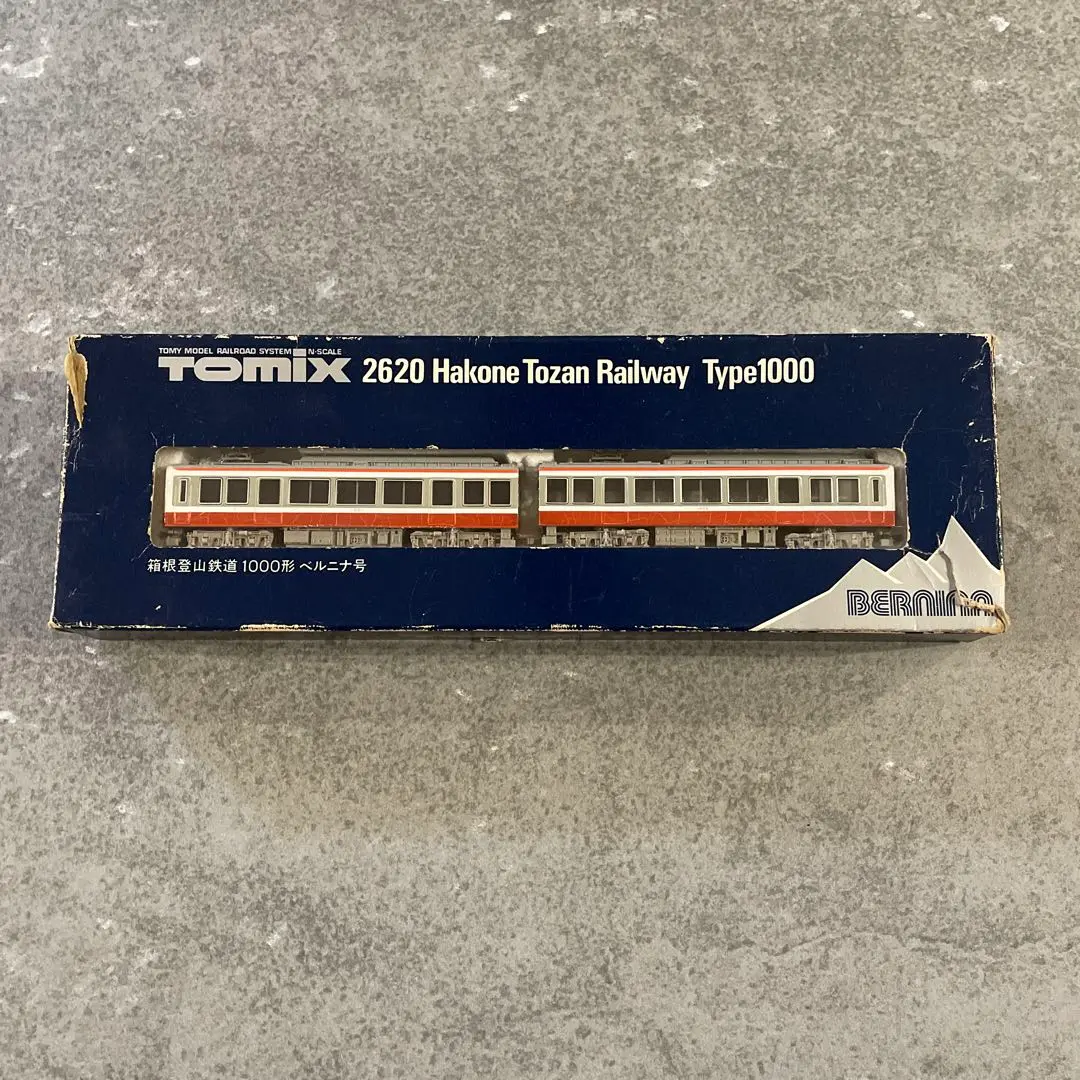 TOMY MODEL RAILROAD SYSTEM N-SCALE
TOMIX 2620 Hakone Tozan Railway Type1000
箱根登山鉄道 1000形 ベルニナ号
BERNINA